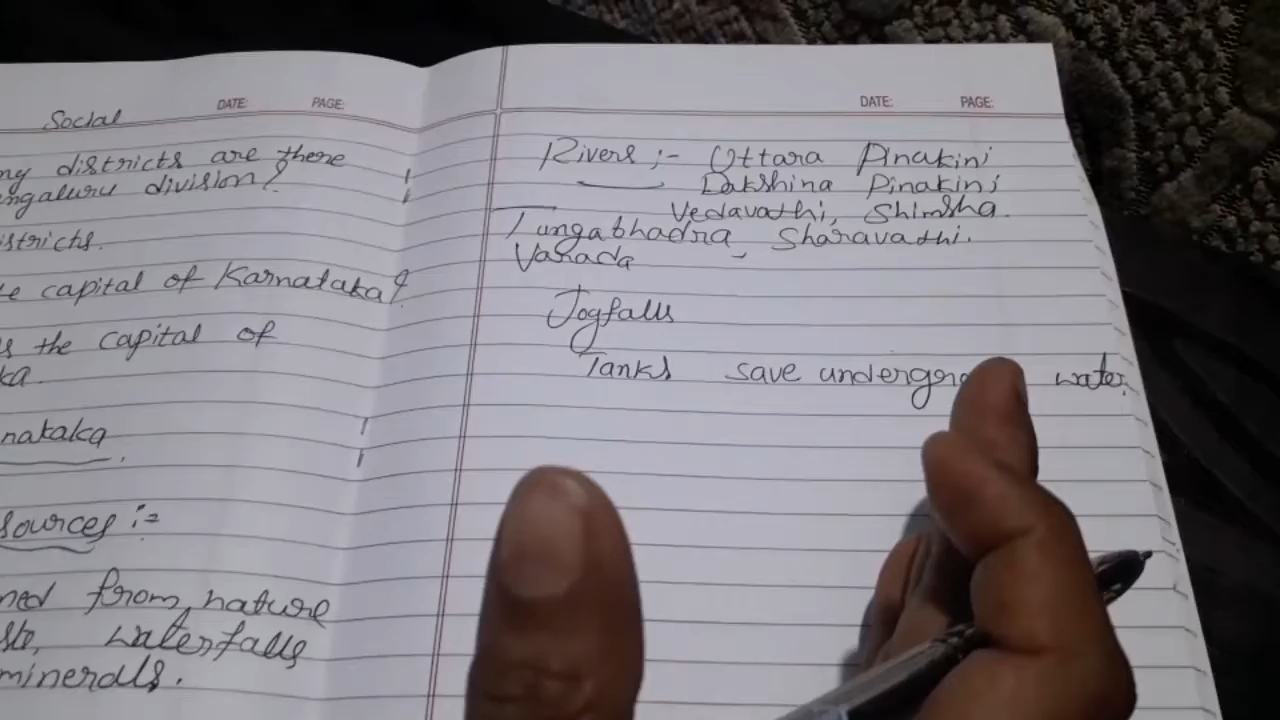 DATE: PAGE:
Social
ny districts are there
ngaluru division?
istricts.
e capital of Karnataka?
s the capital of
ka.
nataka
sources :-
ned from nature
sts, waterfalls
minerals.
DATE: PAGE:
Rivers :- Uttara Pinakini
Dakshina Pinakini
Vedavathi, Shimsha.
Tungabhadra, Sharavathi.
Varada
Jogfalls
Tanks save undergro water.